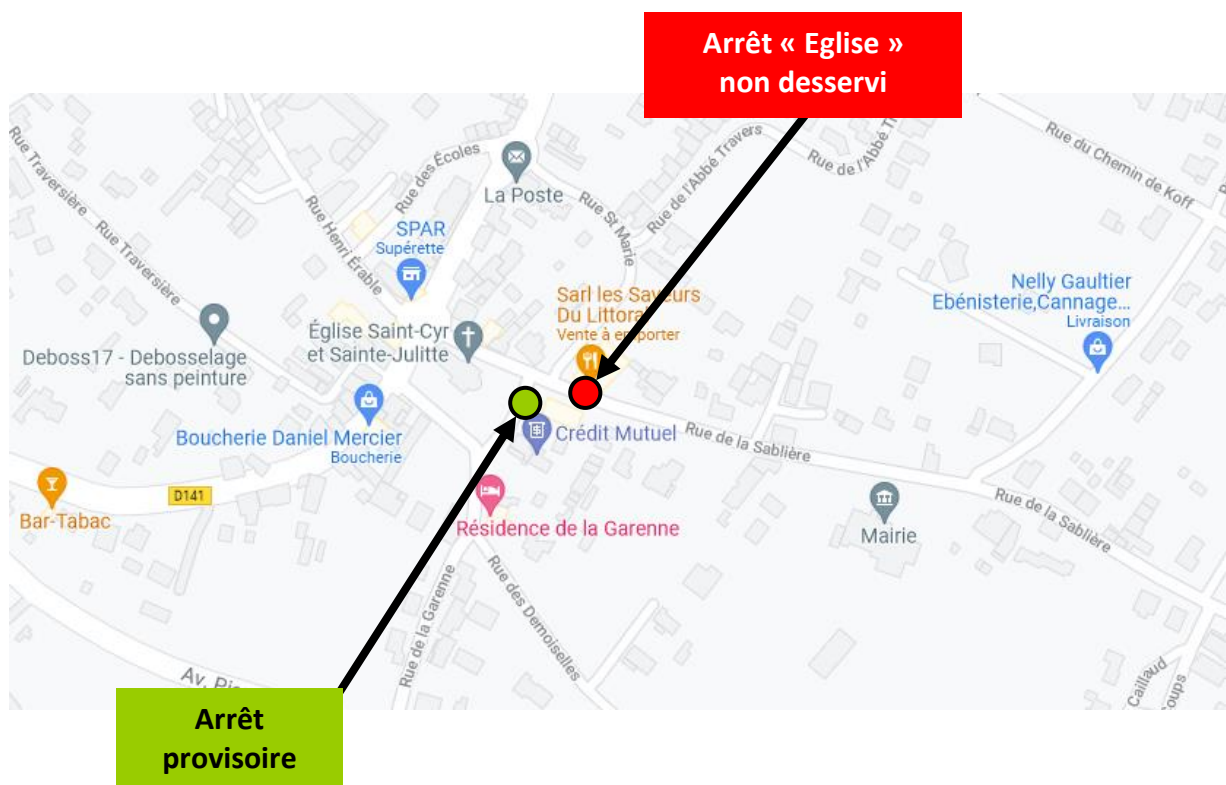 Arrêt « Eglise »
non desservi
Rue Traversière
Rue Traversière
Rue Henri Érable
Rue des Écoles
La Poste
Rue St Marie
Rue de l'Abbé Travers
Rue de l'Abbé
Rue du Chemin de Koff
SPAR
Supérette
Sarl les Saveurs
Du Littoral
Vente à emporter
Nelly Gaultier
Ebénisterie,Cannage...
Livraison
Église Saint-Cyr
et Sainte-Julitte
Deboss17 - Debosselage
sans peinture
Boucherie Daniel Mercier
Boucherie
Crédit Mutuel
Rue de la Sablière
D141
Bar-Tabac
Résidence de la Garenne
Mairie
Rue de la Sablière
Rue de la Garenne
Rue des Demoiselles
Av.
Caillaud
oups
Arrêt
provisoire